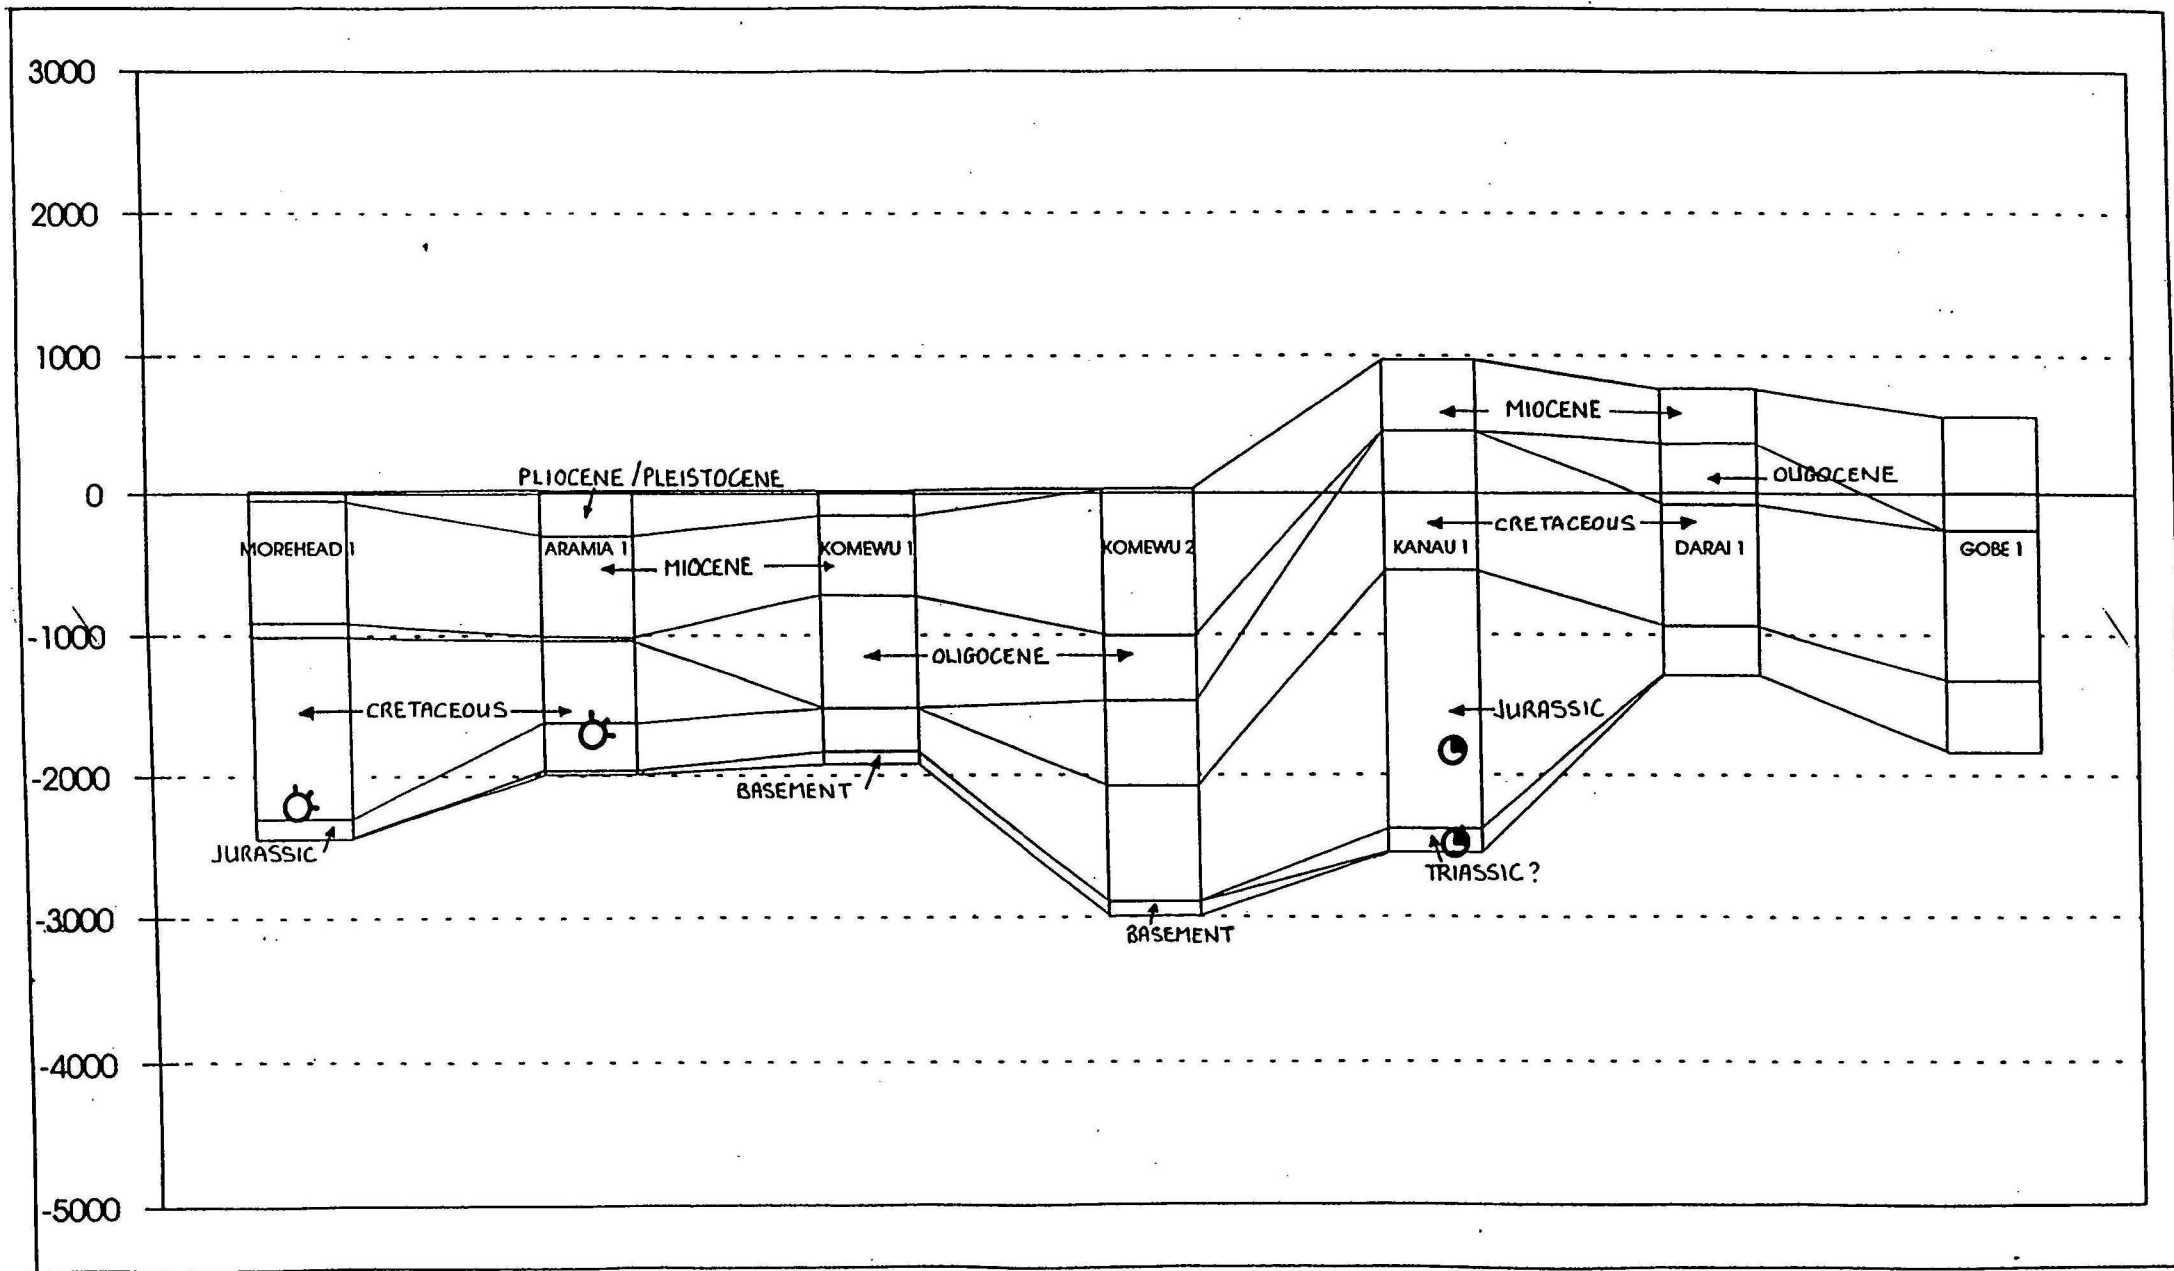 3000
2000
1000
0
-1000
-2000
-3000
-4000
-5000
PLIOCENE / PLEISTOCENE
MIOCENE
OLIGOCENE
CRETACEOUS
MOREHEAD 1
ARAMIA 1
KOMEWU 1
KOMEWU 2
KANAU 1
DARAI 1
GOBE 1
MIOCENE
OLIGOCENE
CRETACEOUS
JURASSIC
BASEMENT
JURASSIC
TRIASSIC ?
BASEMENT